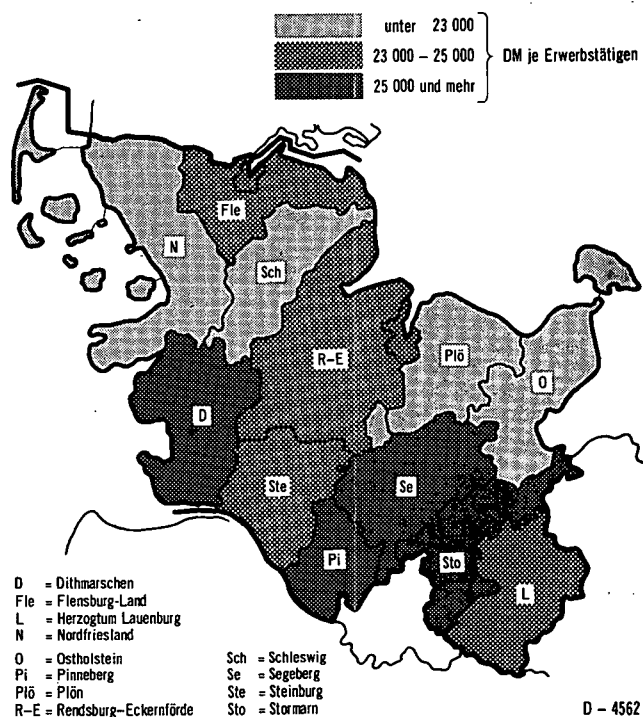 unter 23 000
23 000 – 25 000
25 000 und mehr
DM je Erwerbstätigen
Fle
N
Sch
R–E
Plö
O
D
Ste
Se
Pi
Sto
L
D = Dithmarschen
Fle = Flensburg-Land
L = Herzogtum Lauenburg
N = Nordfriesland
O = Ostholstein
Pi = Pinneberg
Plö = Plön
R–E = Rendsburg-Eckernförde
Sch = Schleswig
Se = Segeberg
Ste = Steinburg
Sto = Stormarn
D – 4562